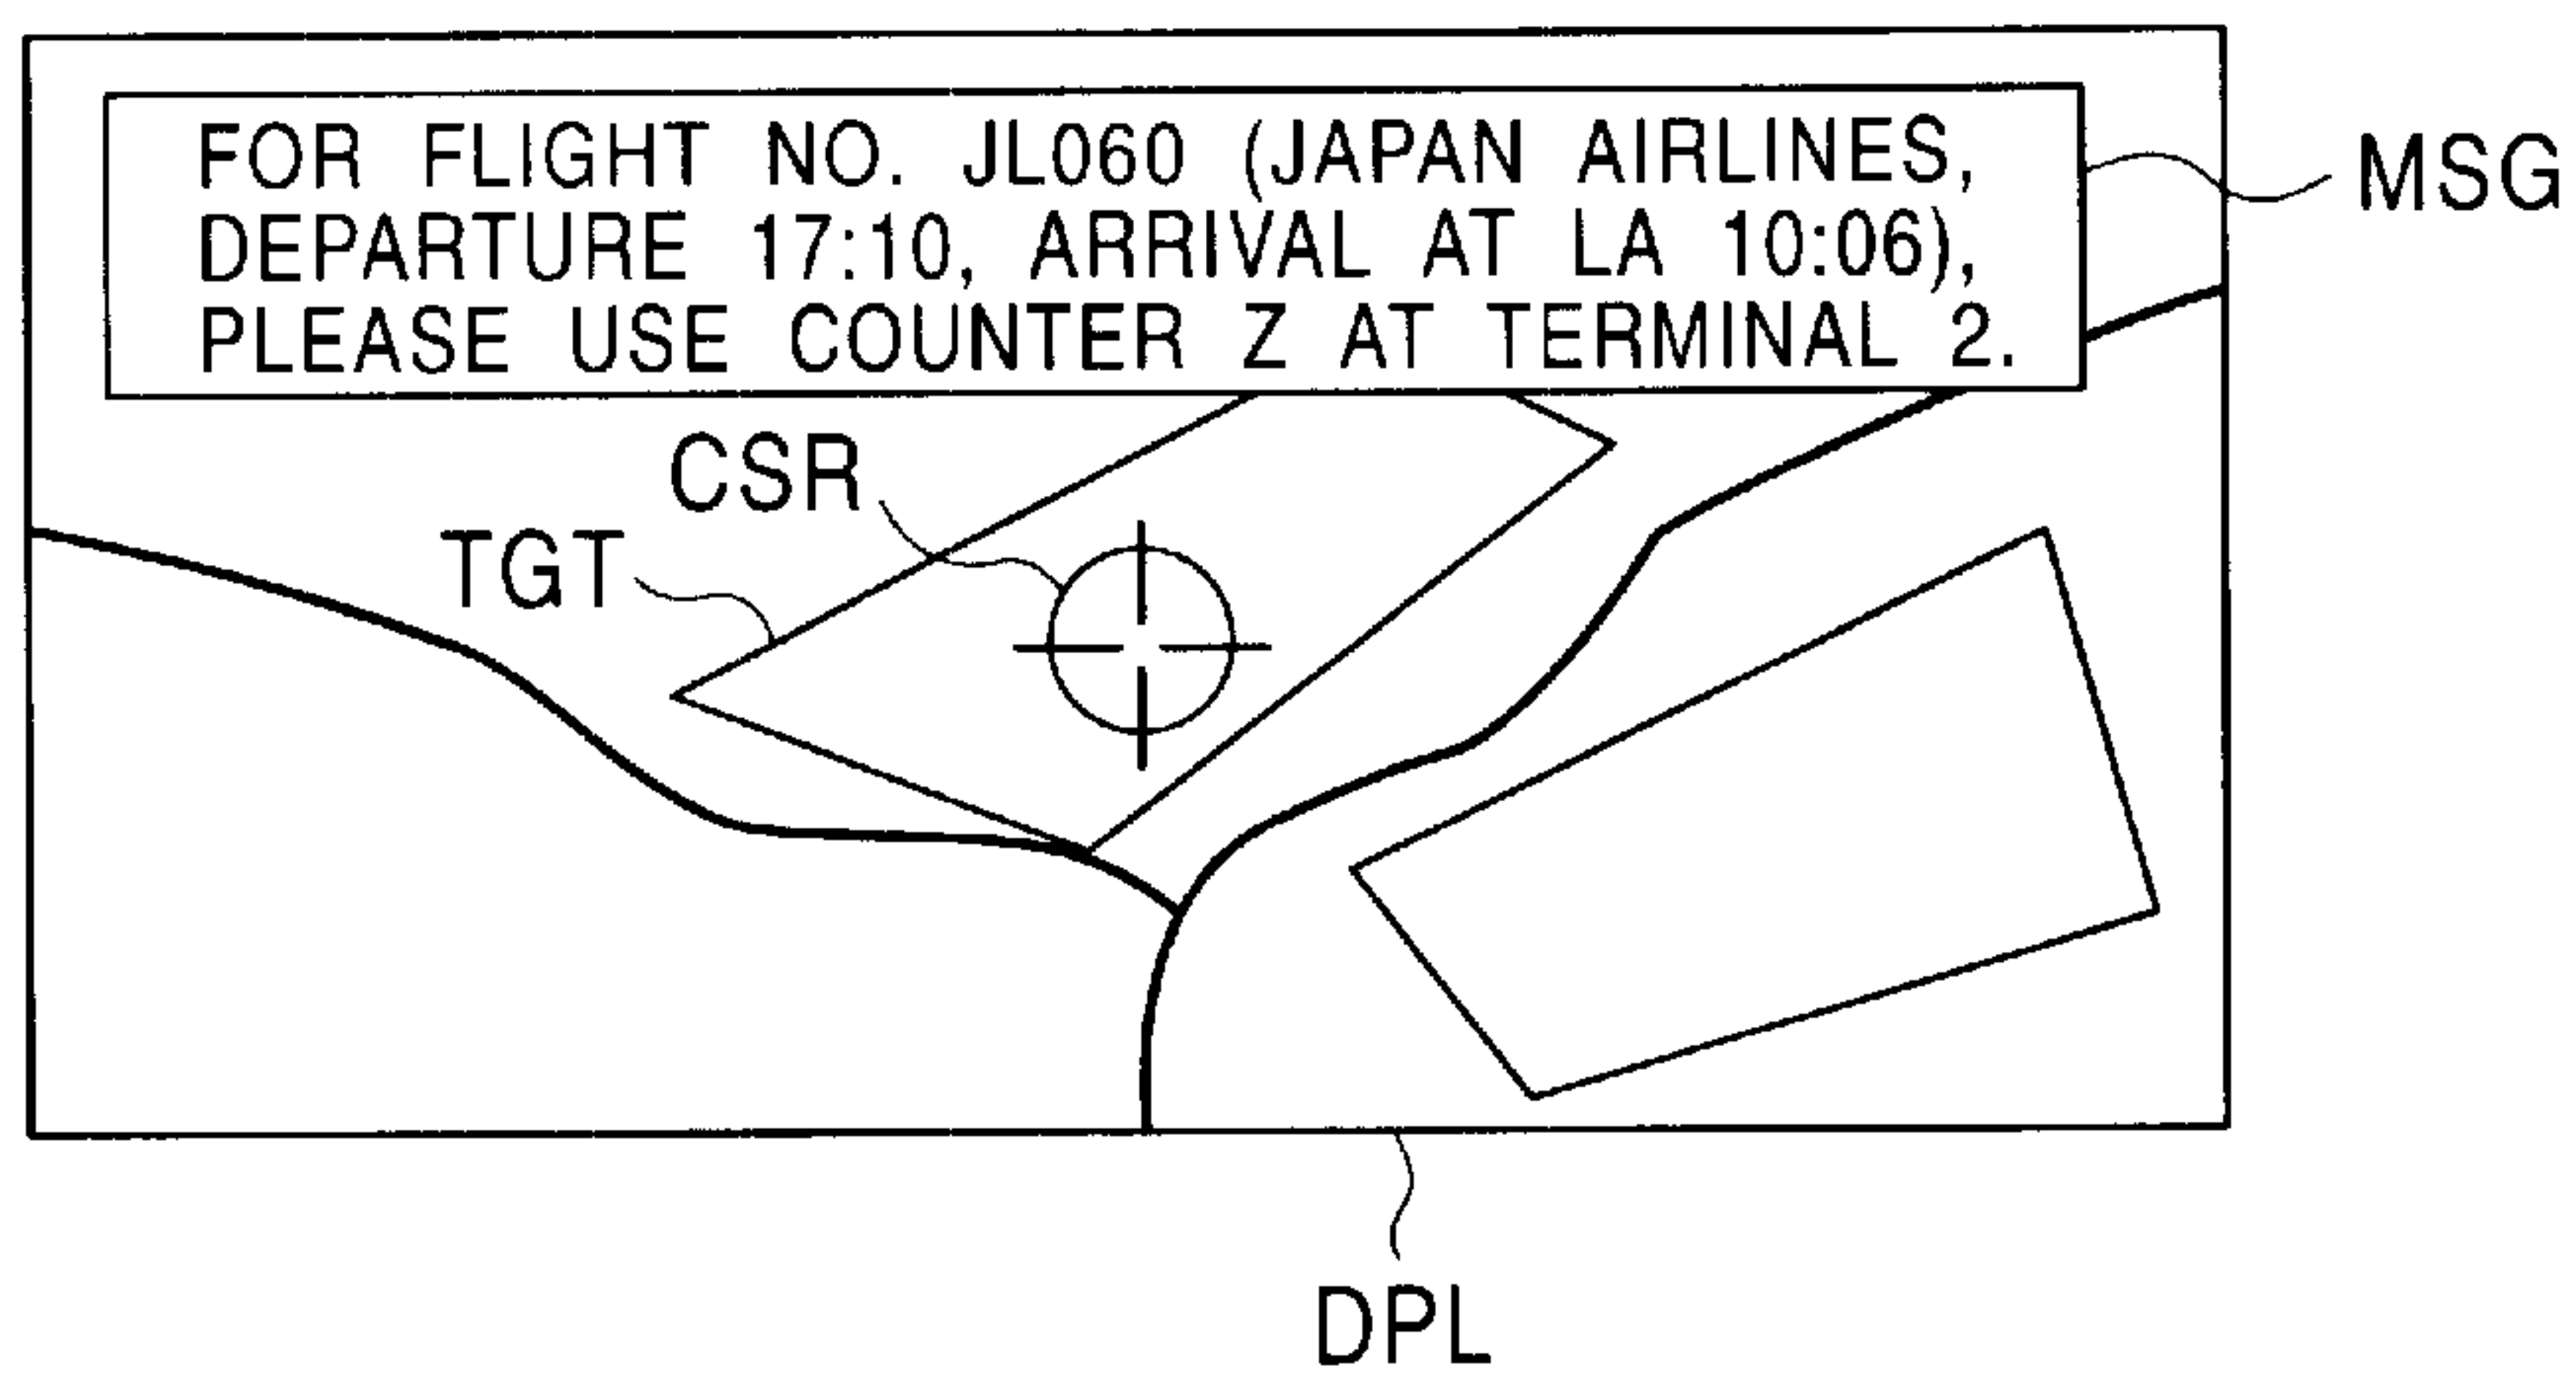 FOR FLIGHT NO. JL060 (JAPAN AIRLINES,
DEPARTURE 17:10, ARRIVAL AT LA 10:06),
PLEASE USE COUNTER Z AT TERMINAL 2.
MSG
CSR
TGT
DPL